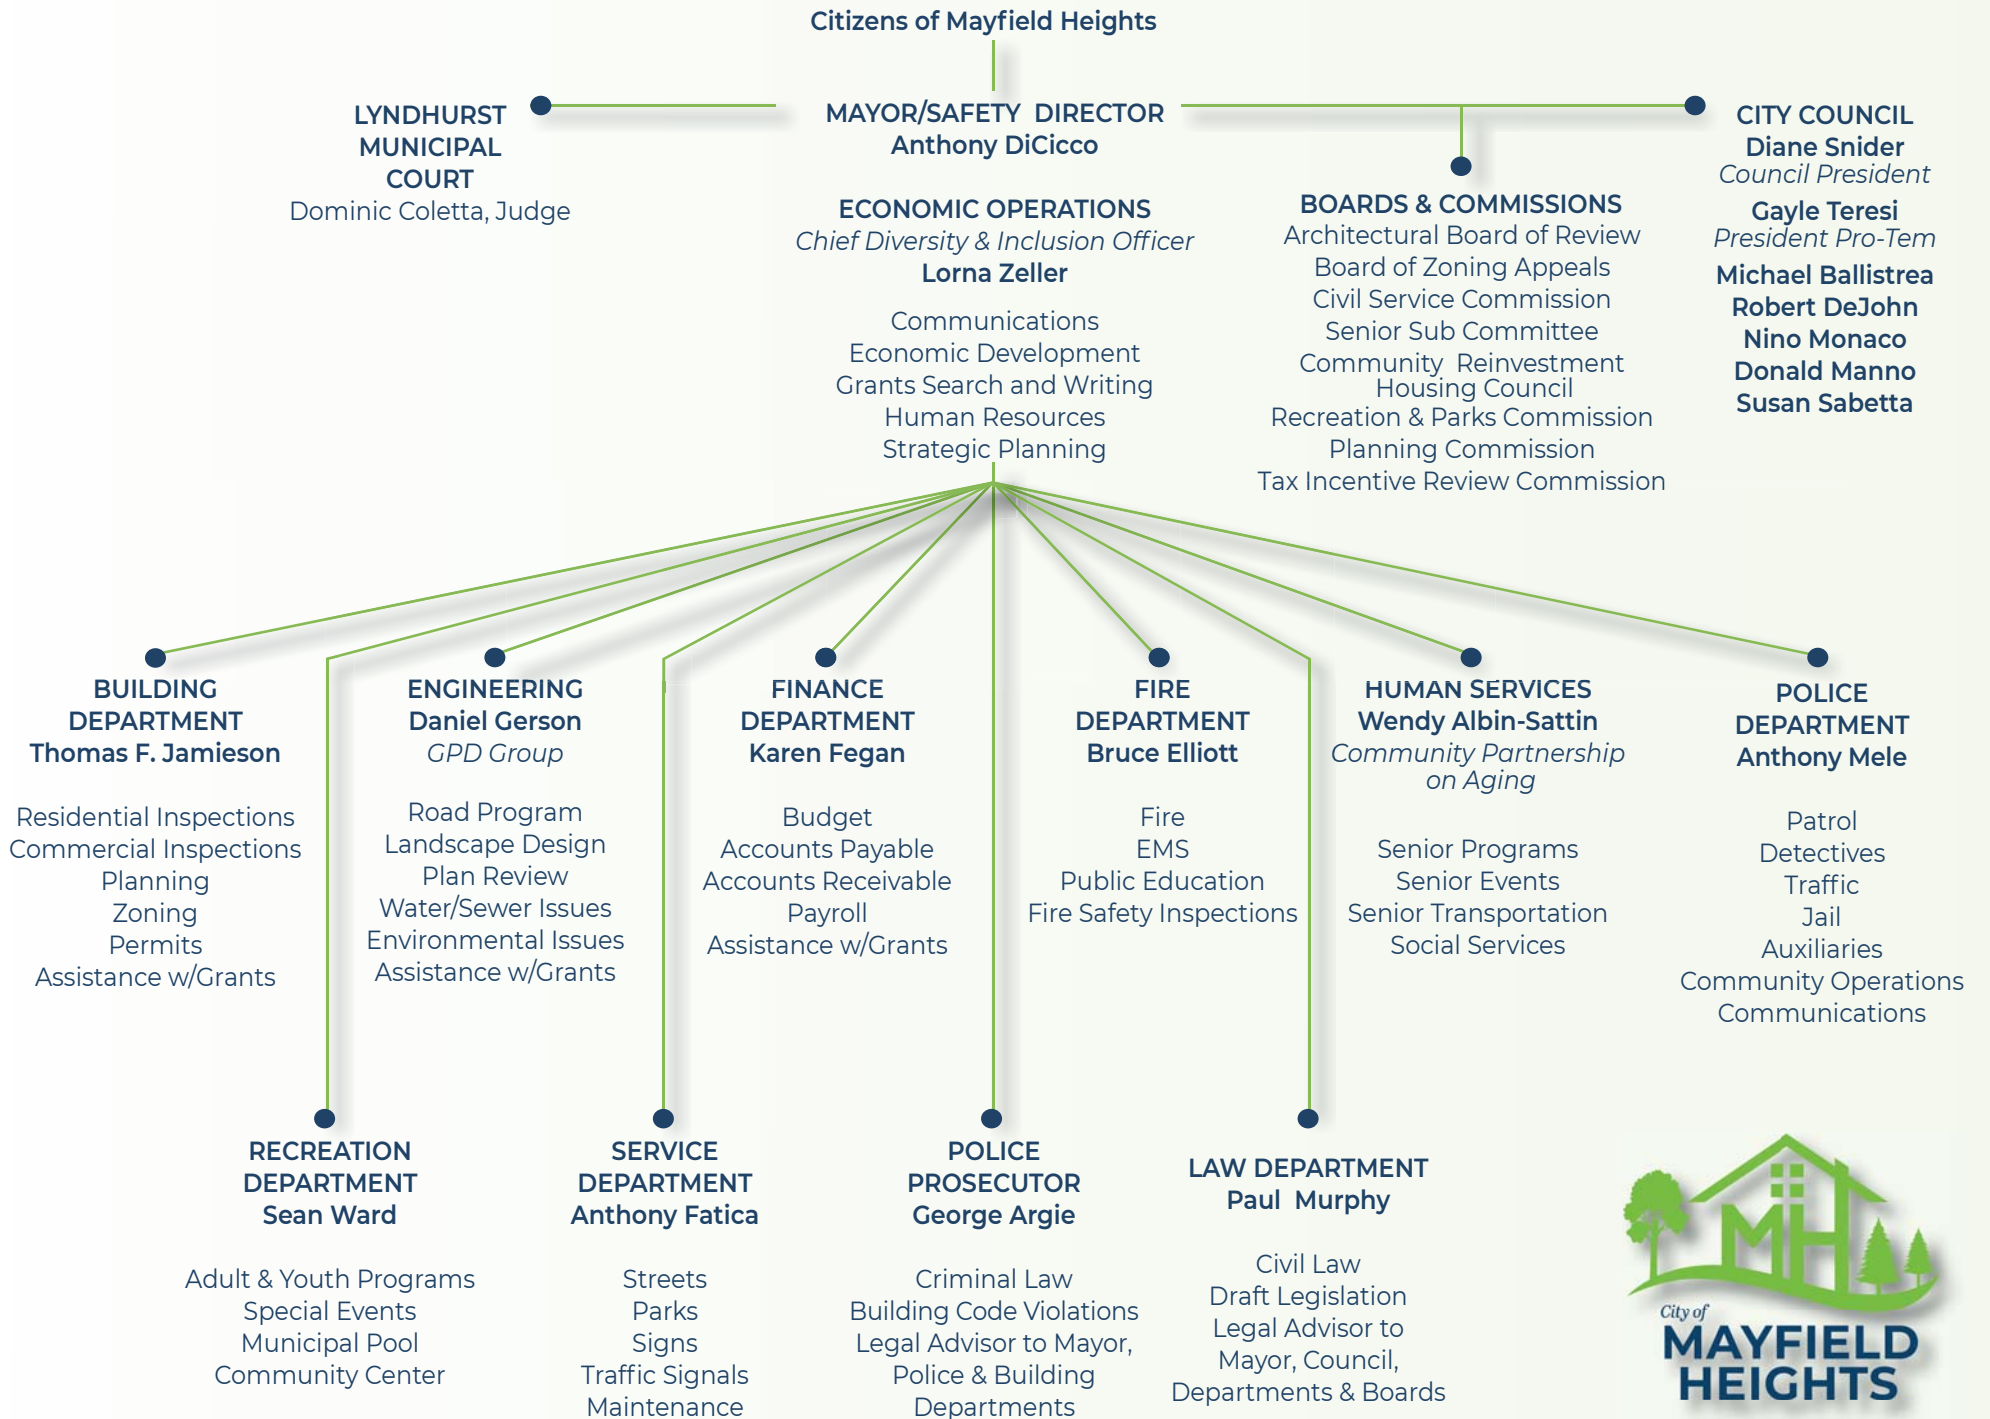 Citizens of Mayfield Heights
LYNDHURST
MUNICIPAL
COURT
Dominic Coletta, Judge
MAYOR/SAFETY DIRECTOR
Anthony DiCicco
ECONOMIC OPERATIONS
Chief Diversity & Inclusion Officer
Lorna Zeller
Communications
Economic Development
Grants Search and Writing
Human Resources
Strategic Planning
BOARDS & COMMISSIONS
Architectural Board of Review
Board of Zoning Appeals
Civil Service Commission
Senior Sub Committee
Community Reinvestment
Housing Council
Recreation & Parks Commission
Planning Commission
Tax Incentive Review Commission
CITY COUNCIL
Diane Snider
Council President
Gayle Teresi
President Pro-Tem
Michael Ballistrea
Robert DeJohn
Nino Monaco
Donald Manno
Susan Sabetta
BUILDING
DEPARTMENT
Thomas F. Jamieson
Residential Inspections
Commercial Inspections
Planning
Zoning
Permits
Assistance w/Grants
ENGINEERING
Daniel Gerson
GPD Group
Road Program
Landscape Design
Plan Review
Water/Sewer Issues
Environmental Issues
Assistance w/Grants
FINANCE
DEPARTMENT
Karen Fegan
Budget
Accounts Payable
Accounts Receivable
Payroll
Assistance w/Grants
FIRE
DEPARTMENT
Bruce Elliott
Fire
EMS
Public Education
Fire Safety Inspections
HUMAN SERVICES
Wendy Albin-Sattin
Community Partnership
on Aging
Senior Programs
Senior Events
Senior Transportation
Social Services
POLICE
DEPARTMENT
Anthony Mele
Patrol
Detectives
Traffic
Jail
Auxiliaries
Community Operations
Communications
RECREATION
DEPARTMENT
Sean Ward
Adult & Youth Programs
Special Events
Municipal Pool
Community Center
SERVICE
DEPARTMENT
Anthony Fatica
Streets
Parks
Signs
Traffic Signals
Maintenance
POLICE
PROSECUTOR
George Argie
Criminal Law
Building Code Violations
Legal Advisor to Mayor,
Police & Building
Departments
LAW DEPARTMENT
Paul Murphy
Civil Law
Draft Legislation
Legal Advisor to
Mayor, Council,
Departments & Boards
MH
City of
MAYFIELD
HEIGHTS